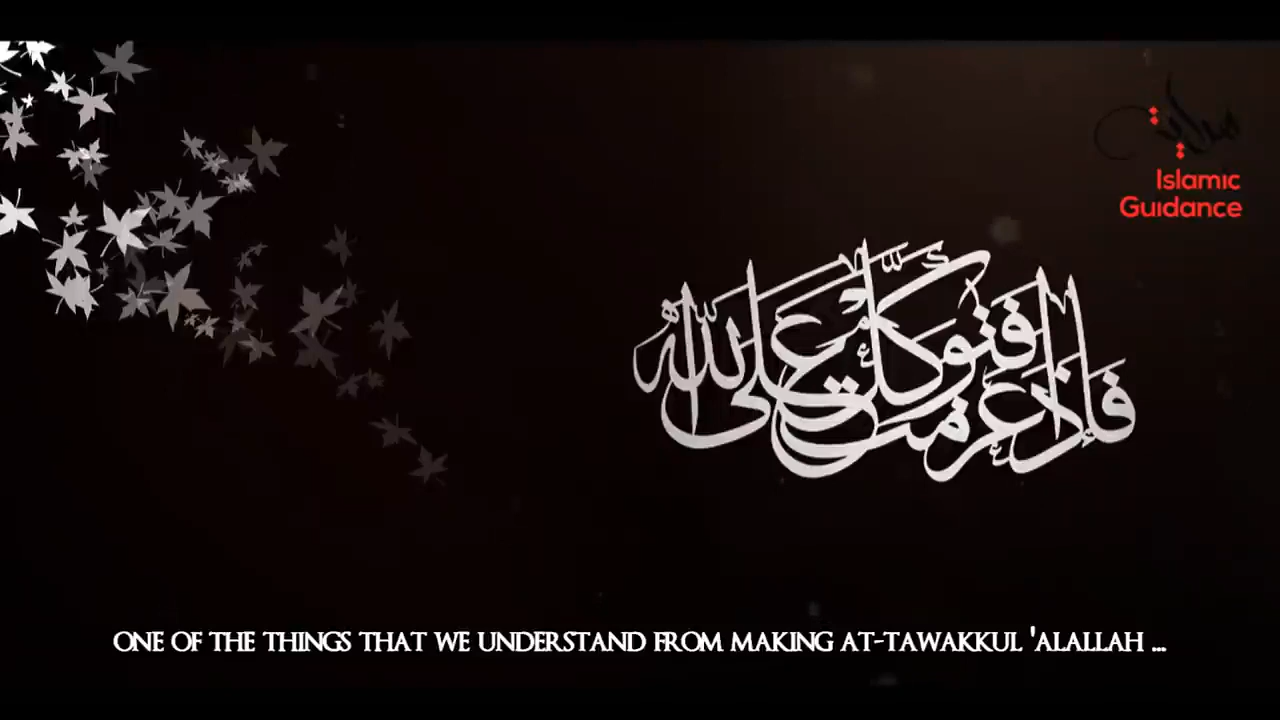 Islamic
Guidance
فإذا عزمت فتوكل على الله
ONE OF THE THINGS THAT WE UNDERSTAND FROM MAKING AT-TAWAKKUL 'ALALLAH ...